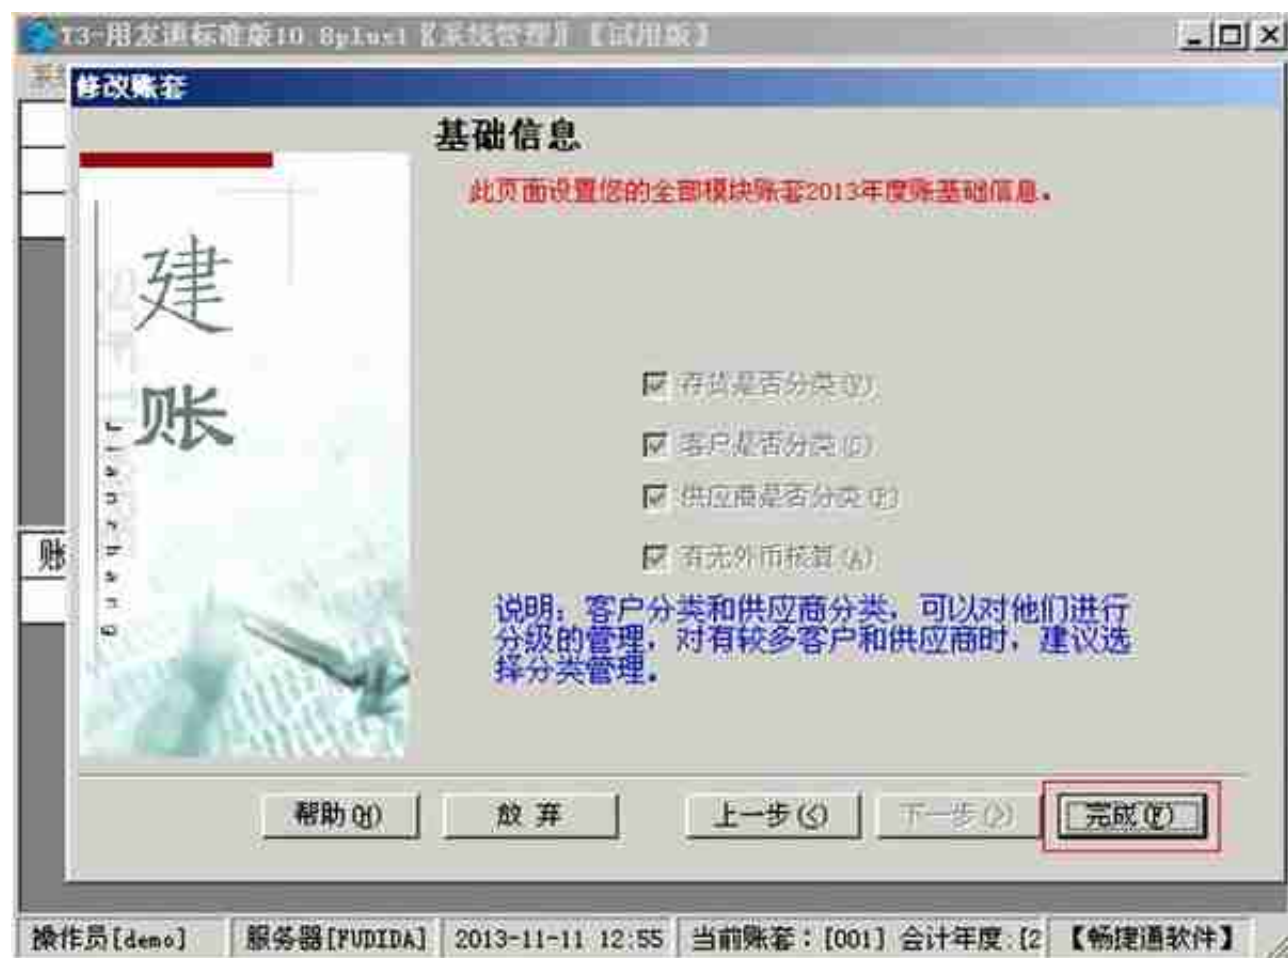 T3-用友通标准版10.8plus1〖系统管理〗【试用版】
修改账套
基础信息
此页面设置您的全部模块账套2013年度账基础信息。
建
账
Jianzhang
存货是否分类(V)
客户是否分类(C)
供应商是否分类(P)
有无外币核算(A)
说明：客户分类和供应商分类，可以对他们进行
分级的管理，对有较多客户和供应商时，建议选
择分类管理。
账
帮助(H) 放弃 上一步(<) 下一步(>) 完成(F)
操作员[demo] 服务器[FUDIDA] 2013-11-11 12:55 当前账套：[001] 会计年度:[2 【畅捷通软件】